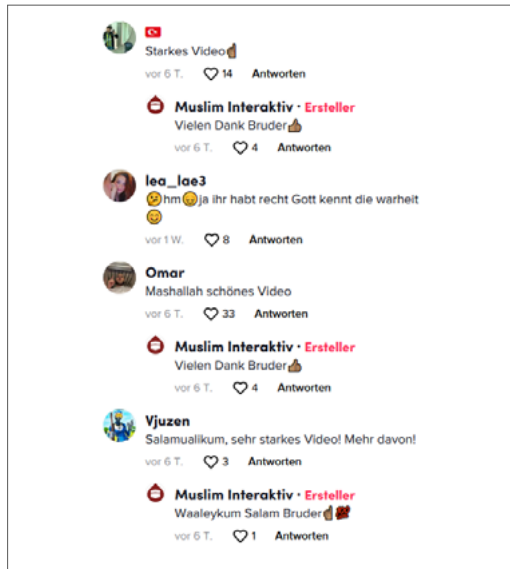 Starkes Video
vor 6 T. 14 Antworten
Muslim Interaktiv · Ersteller
Vielen Dank Bruder
vor 6 T. 4 Antworten
lea_lae3
hm ja ihr habt recht Gott kennt die warheit
vor 1 W. 8 Antworten
Omar
Mashallah schönes Video
vor 6 T. 33 Antworten
Muslim Interaktiv · Ersteller
Vielen Dank Bruder
vor 6 T. 4 Antworten
Vjuzen
Salamualikum, sehr starkes Video! Mehr davon!
vor 6 T. 3 Antworten
Muslim Interaktiv · Ersteller
Waaleykum Salam Bruder
vor 6 T. 1 Antworten